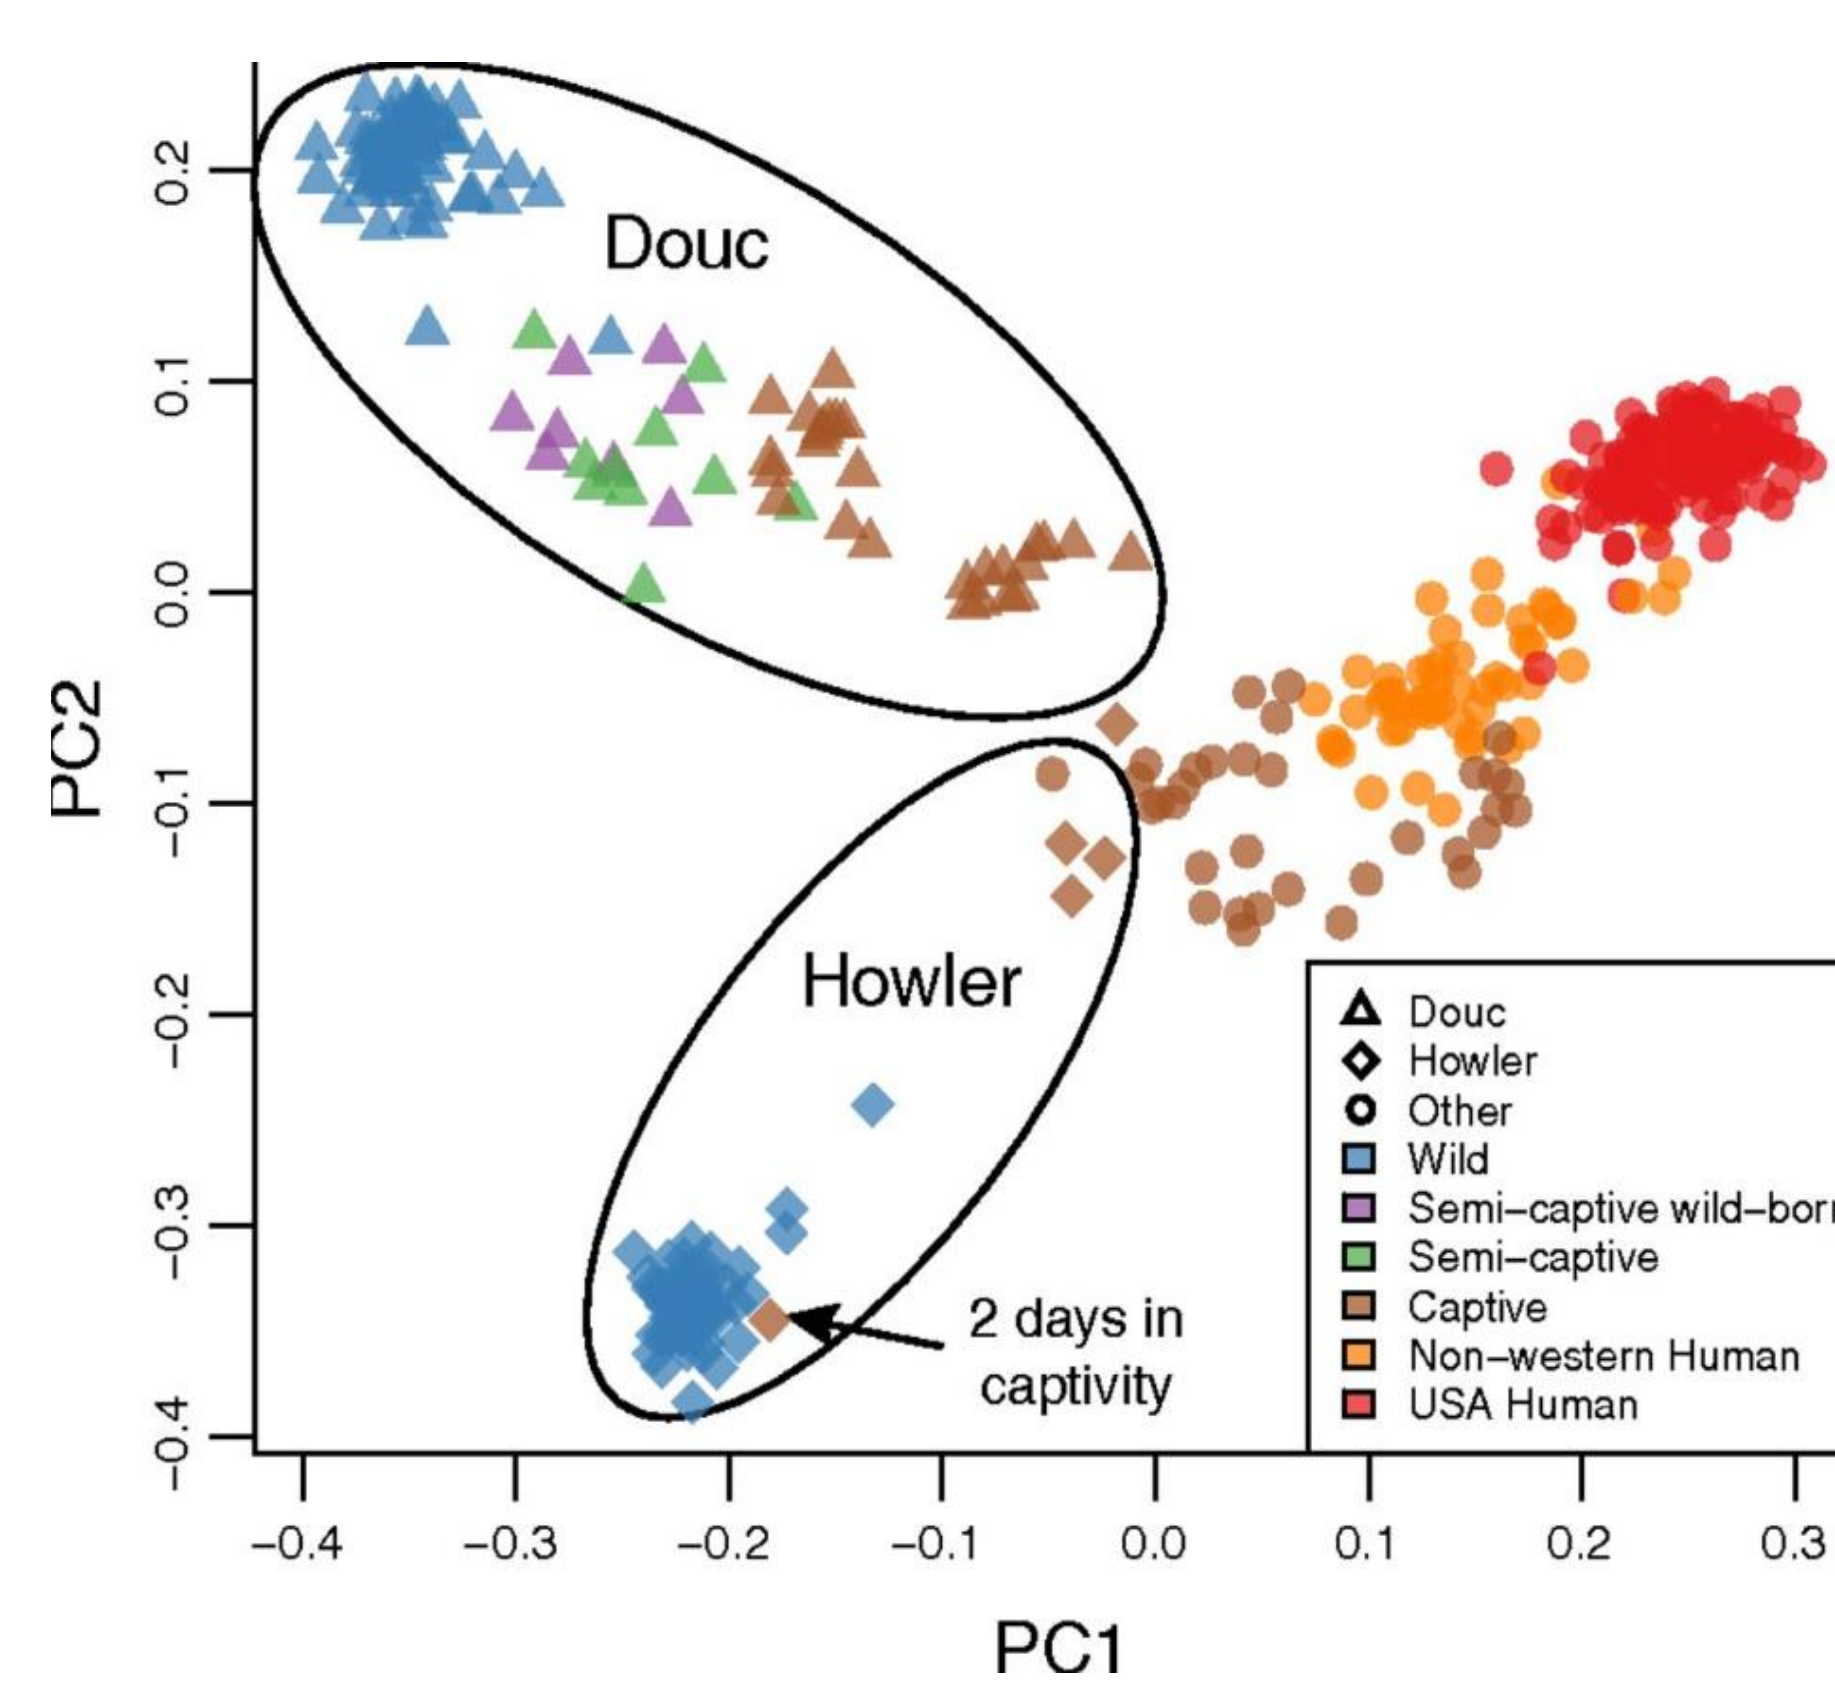 0.2
0.1
0.0
−0.1
−0.2
−0.3
−0.4
PC2
Douc
Howler
2 days in
captivity
Douc
Howler
Other
Wild
Semi−captive wild−born
Semi−captive
Captive
Non−western Human
USA Human
−0.4
−0.3
−0.2
−0.1
0.0
0.1
0.2
0.3
PC1